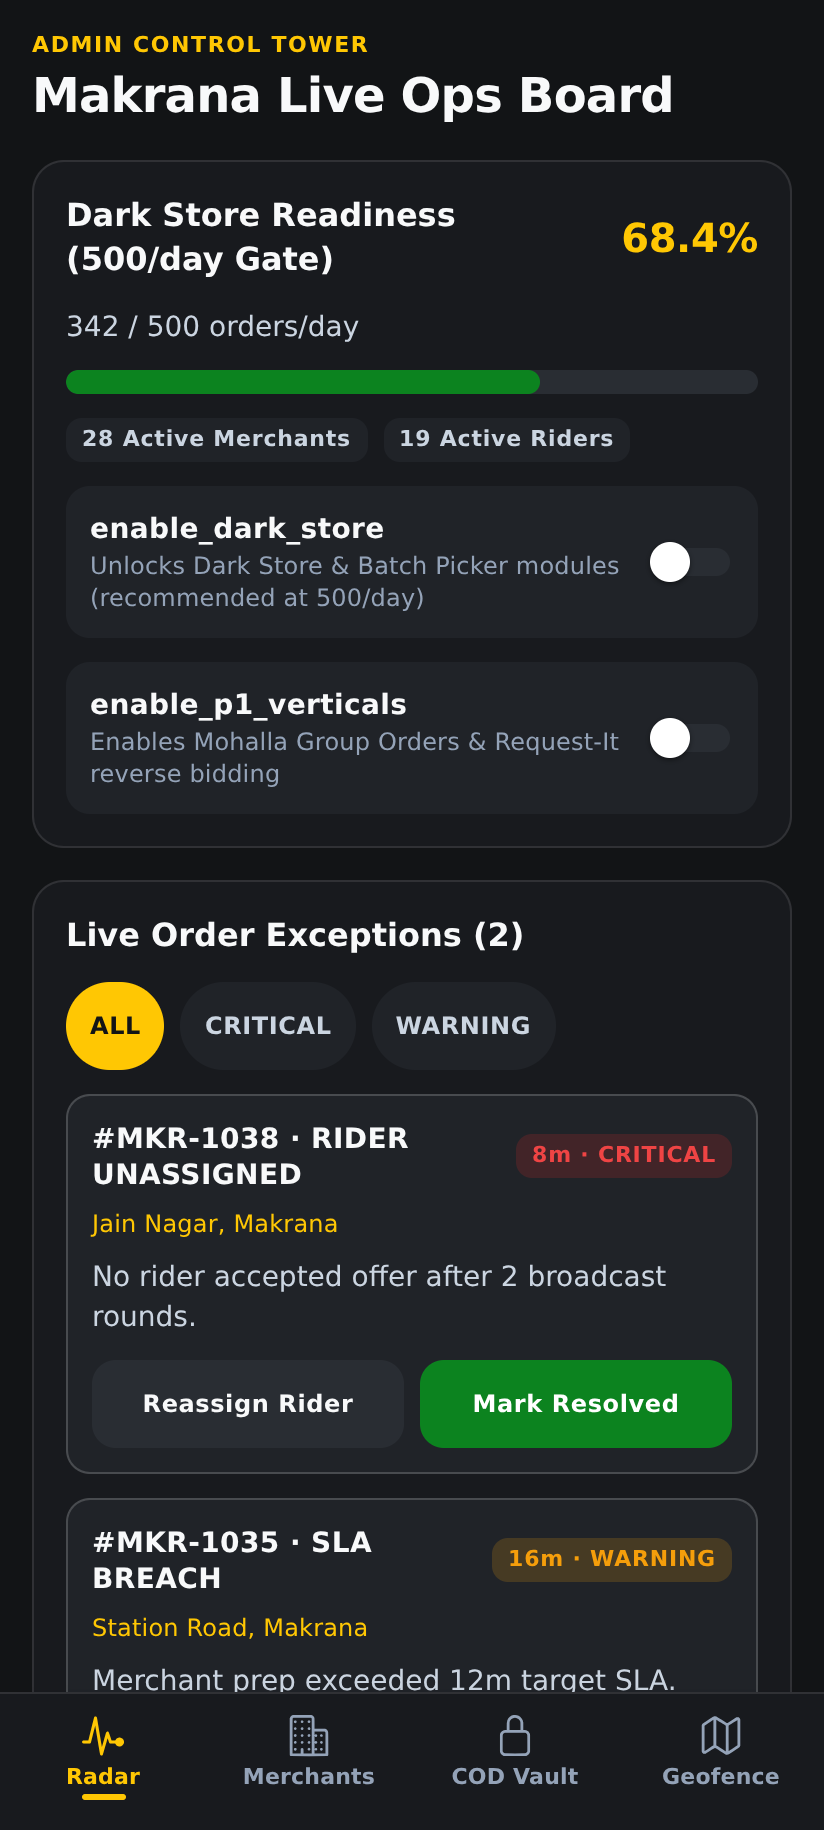 ADMIN CONTROL TOWER
Makrana Live Ops Board
Dark Store Readiness
(500/day Gate)
68.4%
342 / 500 orders/day
28 Active Merchants
19 Active Riders
enable_dark_store
Unlocks Dark Store & Batch Picker modules
(recommended at 500/day)
enable_p1_verticals
Enables Mohalla Group Orders & Request-It
reverse bidding
Live Order Exceptions (2)
ALL
CRITICAL
WARNING
#MKR-1038 · RIDER
UNASSIGNED
8m · CRITICAL
Jain Nagar, Makrana
No rider accepted offer after 2 broadcast
rounds.
Reassign Rider
Mark Resolved
#MKR-1035 · SLA
BREACH
16m · WARNING
Station Road, Makrana
Merchant prep exceeded 12m target SLA.
Radar
Merchants
COD Vault
Geofence